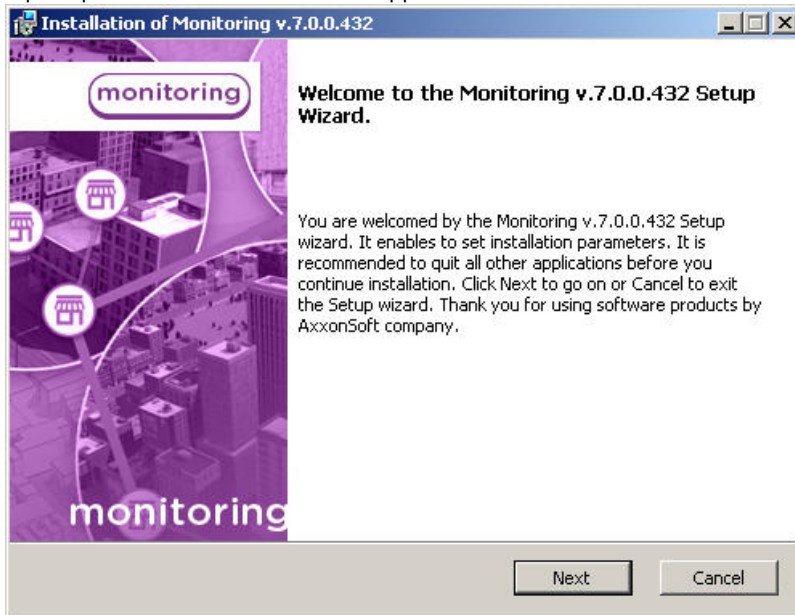 Installation of Monitoring v.7.0.0.432
monitoring
Welcome to the Monitoring v.7.0.0.432 Setup
Wizard.
You are welcomed by the Monitoring v.7.0.0.432 Setup
wizard. It enables to set installation parameters. It is
recommended to quit all other applications before you
continue installation. Click Next to go on or Cancel to exit
the Setup wizard. Thank you for using software products by
AxxonSoft company.
monitoring
Next
Cancel